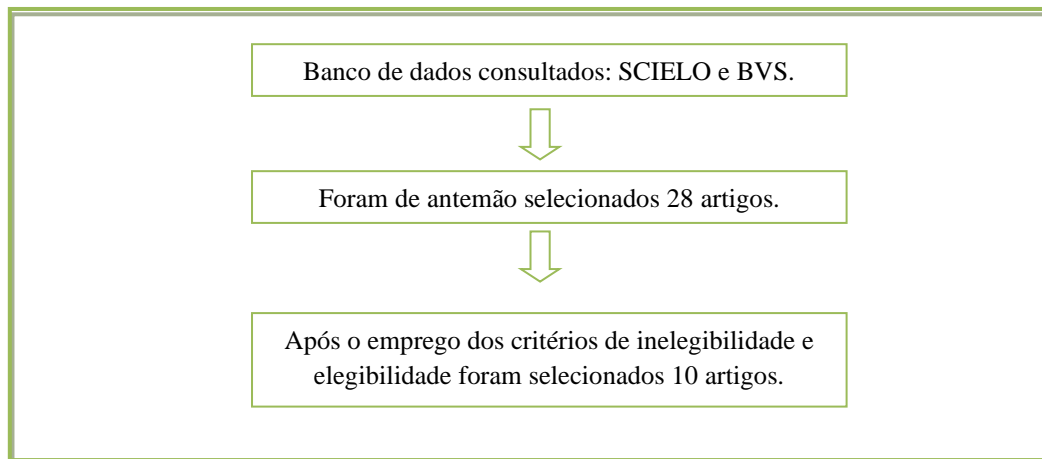 Banco de dados consultados: SCIELO e BVS.
Foram de antemão selecionados 28 artigos.
Após o emprego dos critérios de inelegibilidade e
elegibilidade foram selecionados 10 artigos.